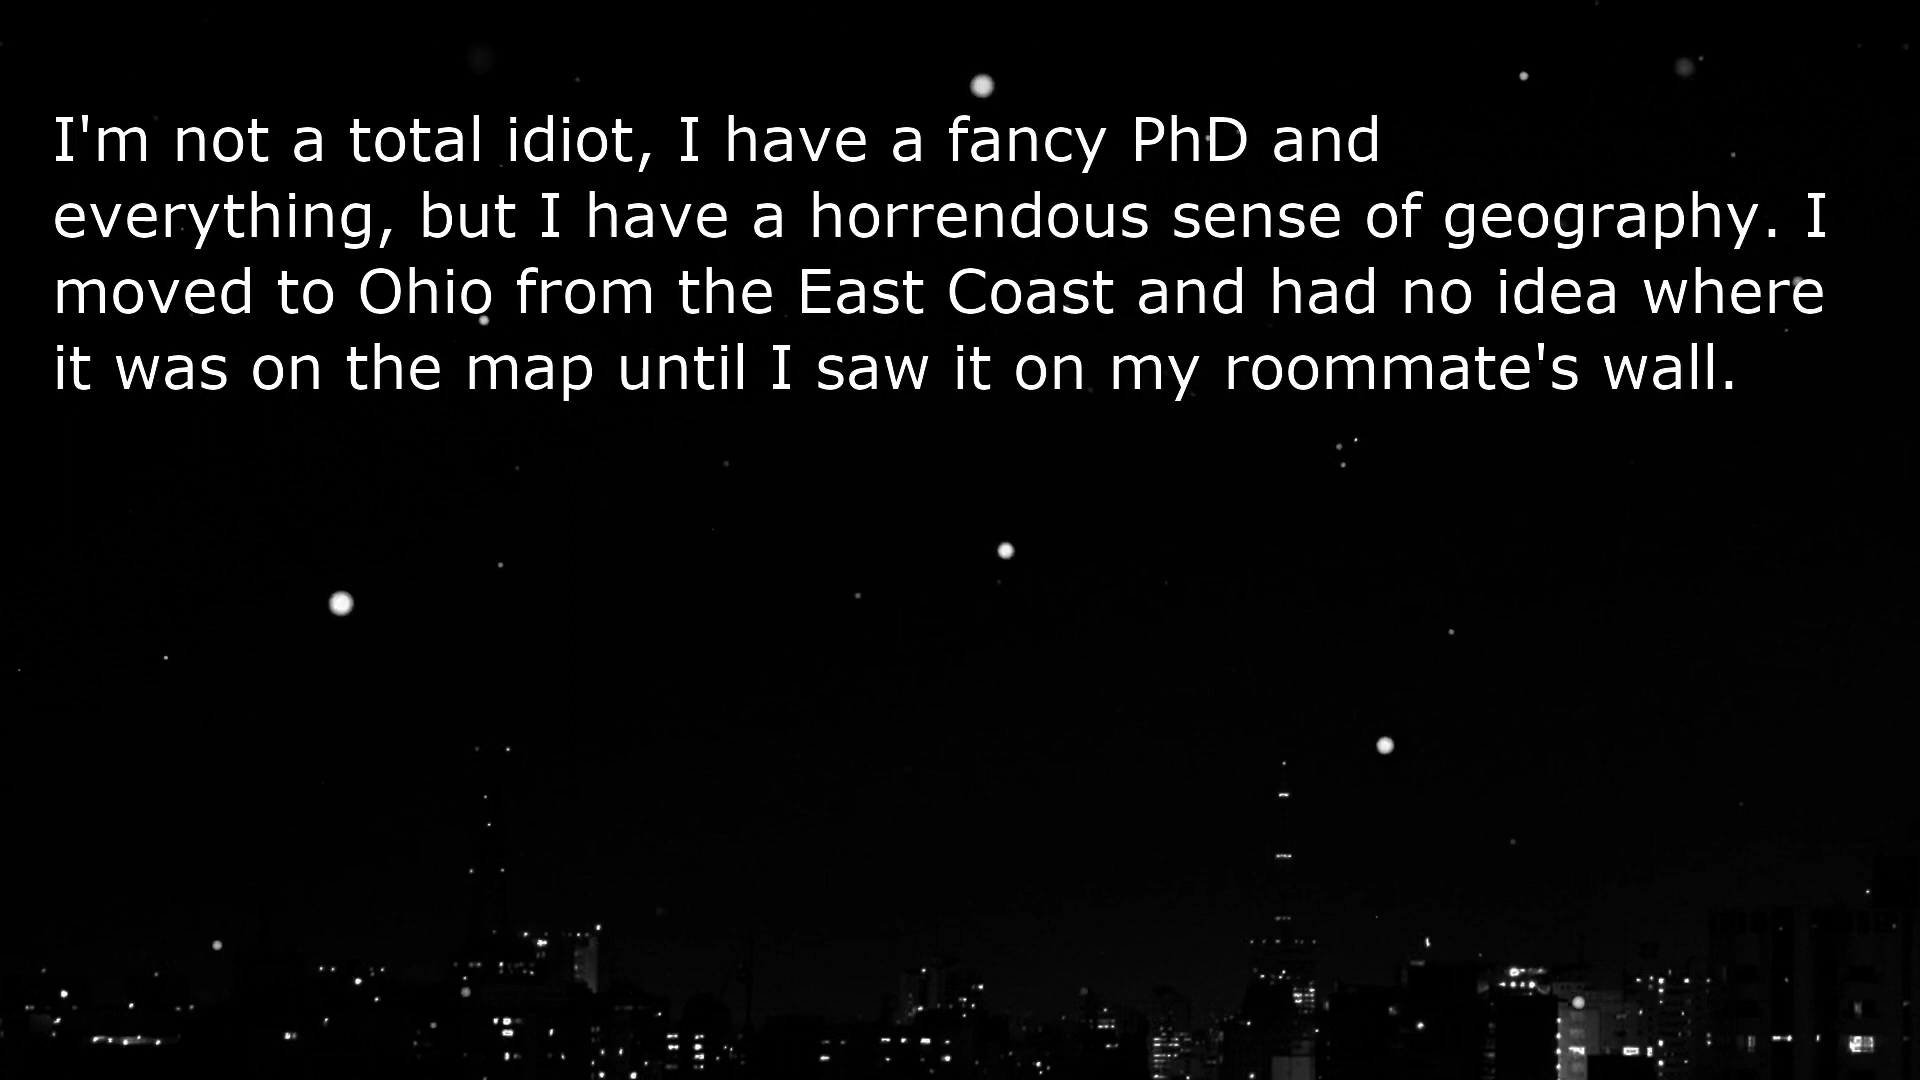 I'm not a total idiot, I have a fancy PhD and
everything, but I have a horrendous sense of geography. I
moved to Ohio from the East Coast and had no idea where
it was on the map until I saw it on my roommate's wall.